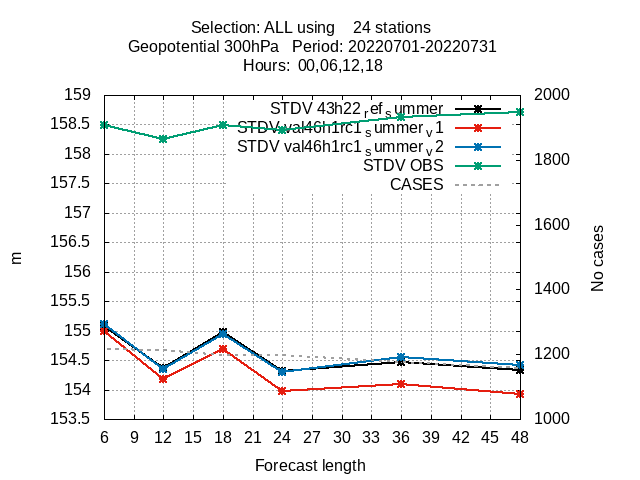 Selection: ALL using 24 stations
Geopotential 300hPa Period: 20220701-20220731
Hours: 00,06,12,18
159
158.5
158
157.5
157
156.5
156
155.5
155
154.5
154
153.5
m
STDV 43h22refsummer
STDV val46h1rc1summerv1
STDV val46h1rc1summerv2
STDV OBS
CASES
2000
1800
1600
1400
1200
1000
No cases
6 9 12 15 18 21 24 27 30 33 36 39 42 45 48
Forecast length